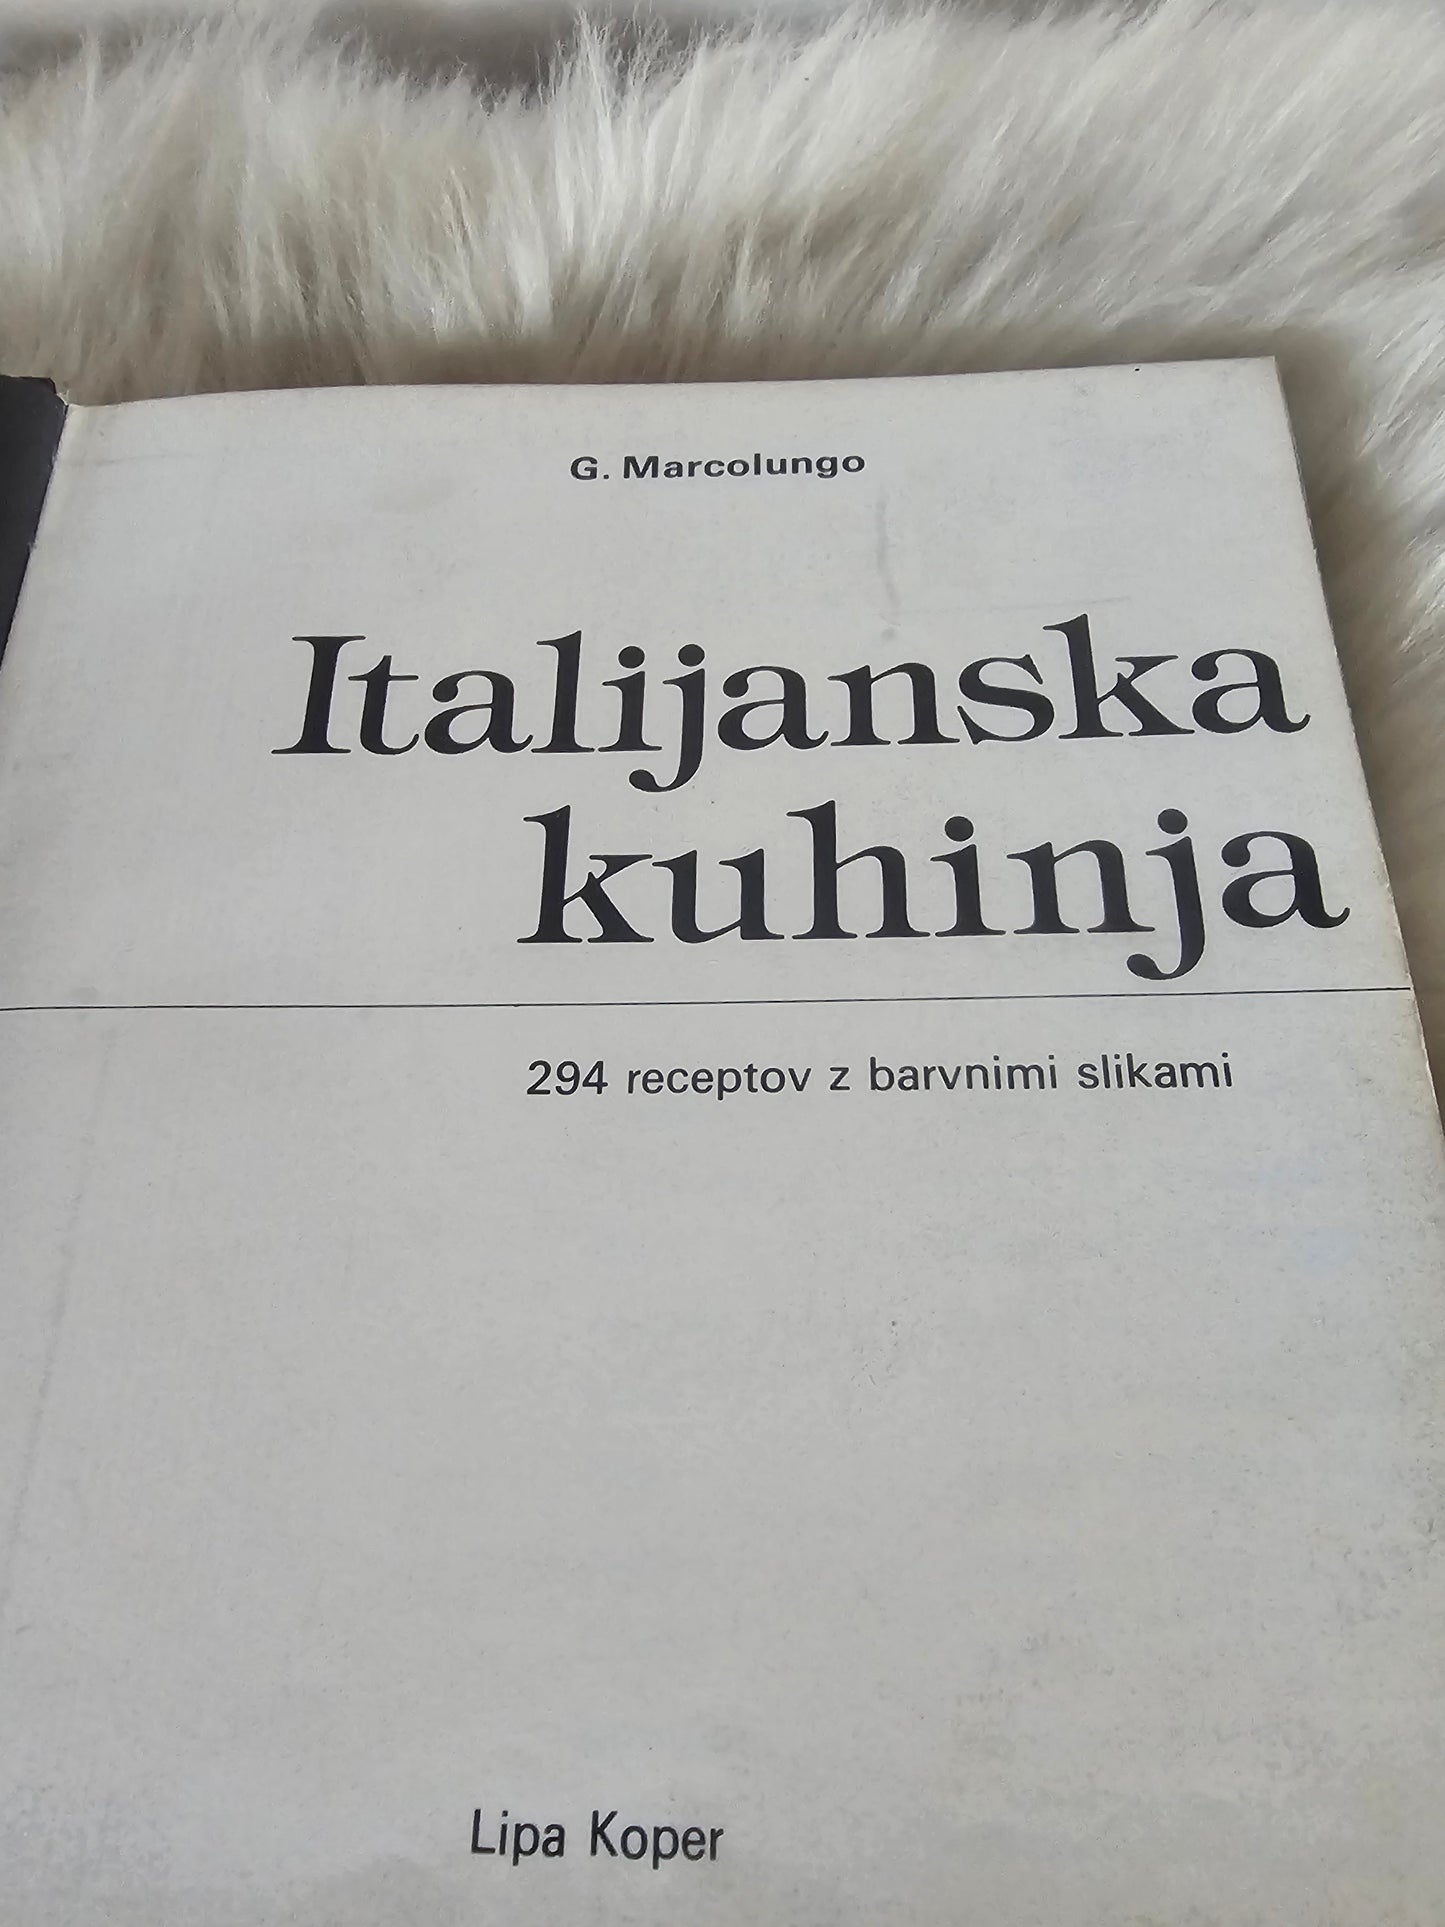 G. Marcolungo
Italijanska
kuhinja
294 receptov z barvnimi slikami
Lipa Koper